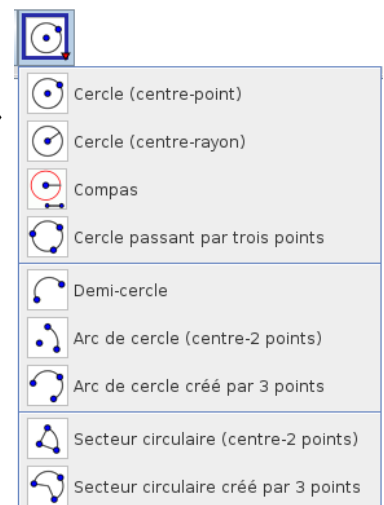 Cercle (centre-point)
Cercle (centre-rayon)
Compas
Cercle passant par trois points
Demi-cercle
Arc de cercle (centre-2 points)
Arc de cercle créé par 3 points
Secteur circulaire (centre-2 points)
Secteur circulaire créé par 3 points